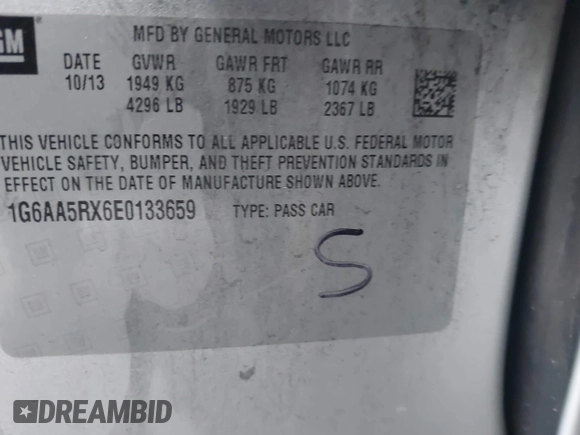 GM
MFD BY GENERAL MOTORS LLC
DATE GVWR GAWR FRT GAWR RR
10/13 1949 KG 875 KG 1074 KG
4296 LB 1929 LB 2367 LB
THIS VEHICLE CONFORMS TO ALL APPLICABLE U.S. FEDERAL MOTOR
VEHICLE SAFETY, BUMPER, AND THEFT PREVENTION STANDARDS IN
EFFECT ON THE DATE OF MANUFACTURE SHOWN ABOVE.
1G6AA5RX6E0133659 TYPE: PASS CAR
S
DREAMBID